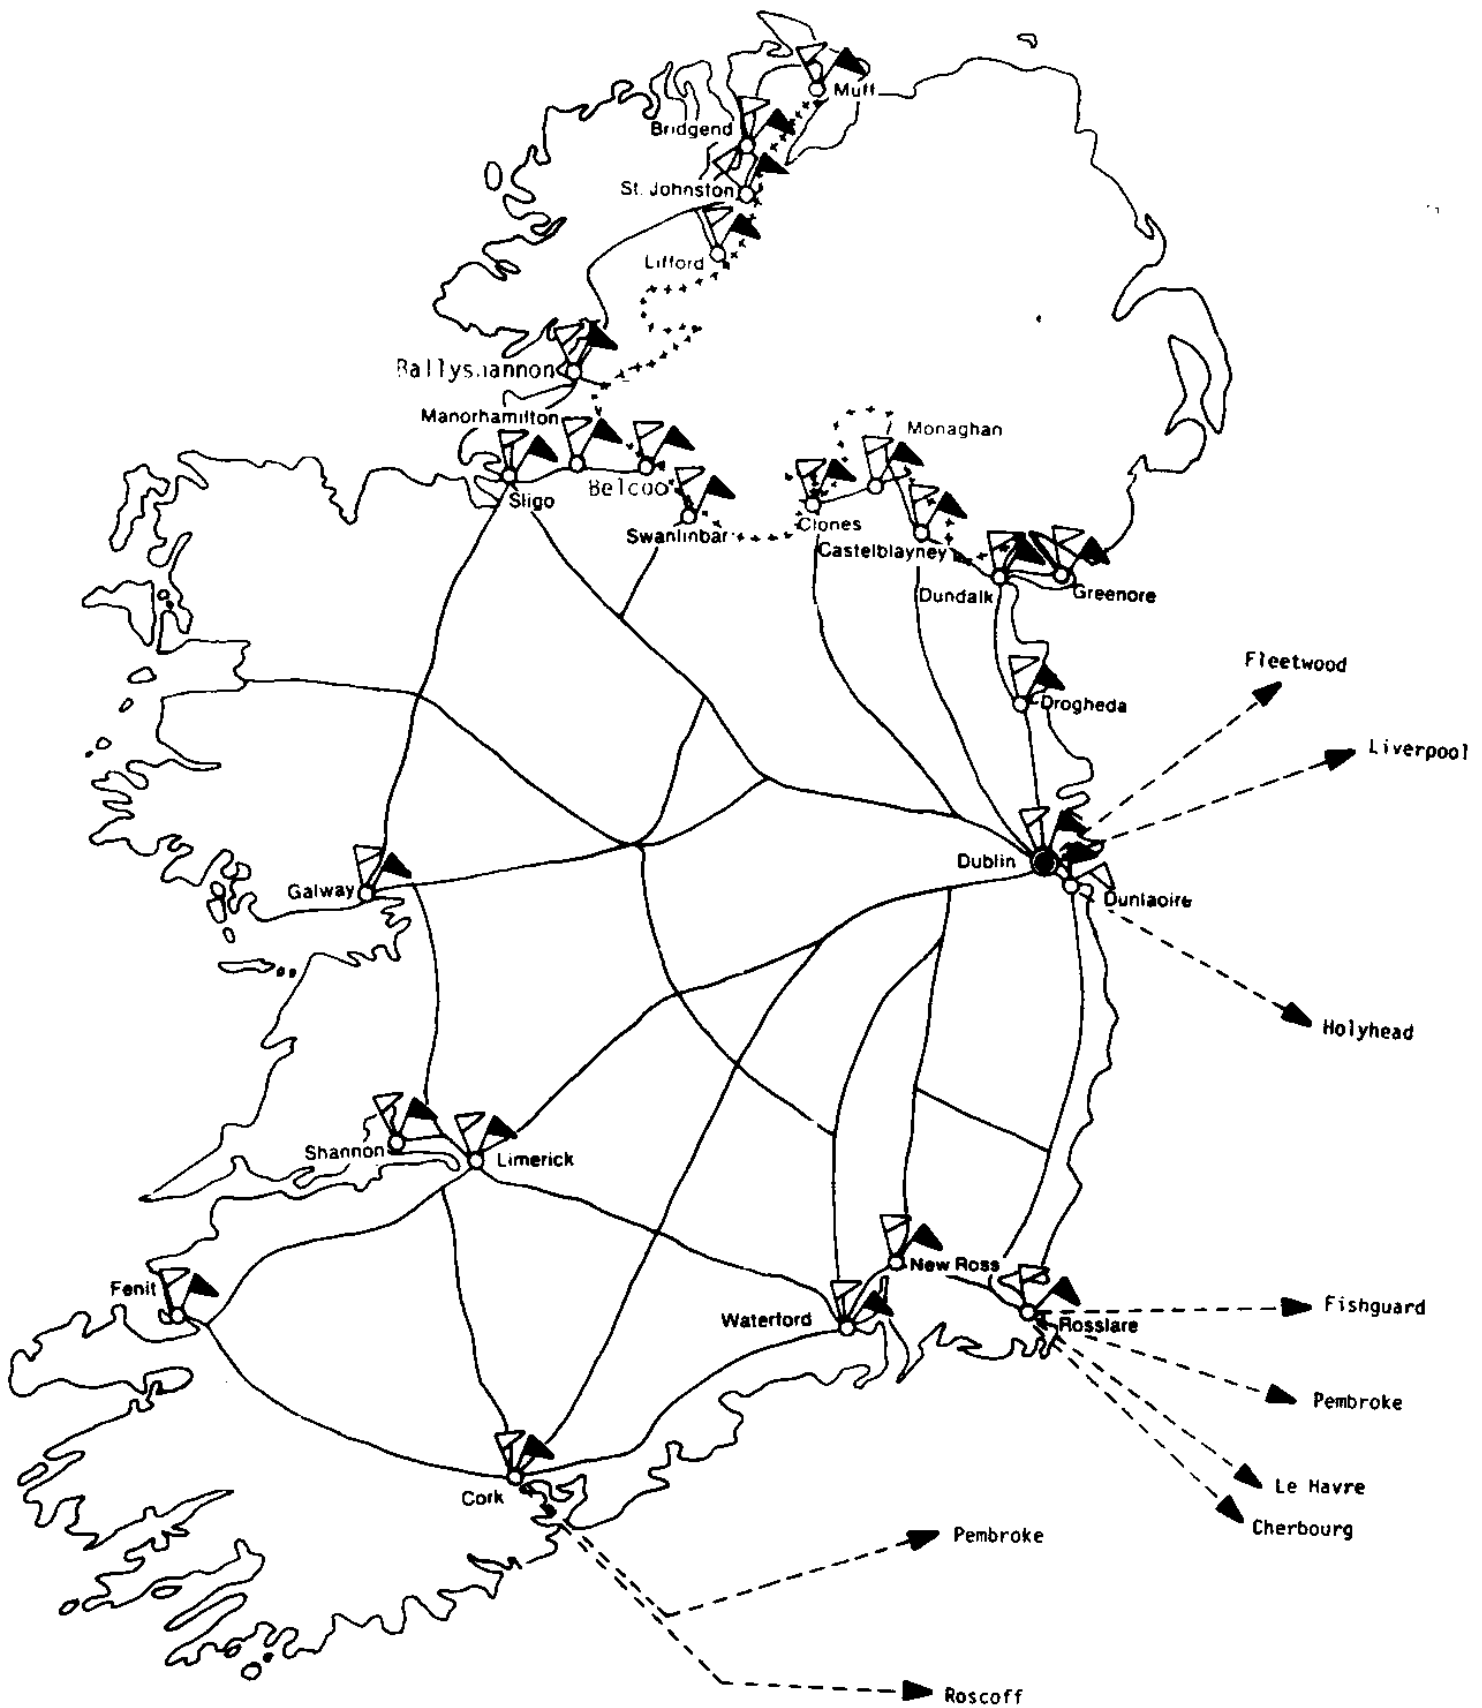 Muff
Bridgend
St. Johnston
Lifford
Ballyshannon
Manorhamilton
Monaghan
Sligo
Belcoo
Swanlinbar
Clones
Castelblayney
Dundalk
Greenore
Fleetwood
Drogheda
Liverpool
Dublin
Galway
Dunlaoire
Holyhead
Shannon
Limerick
New Ross
Fenit
Waterford
Rosslare
Fishguard
Pembroke
Le Havre
Cork
Cherbourg
Pembroke
Roscoff